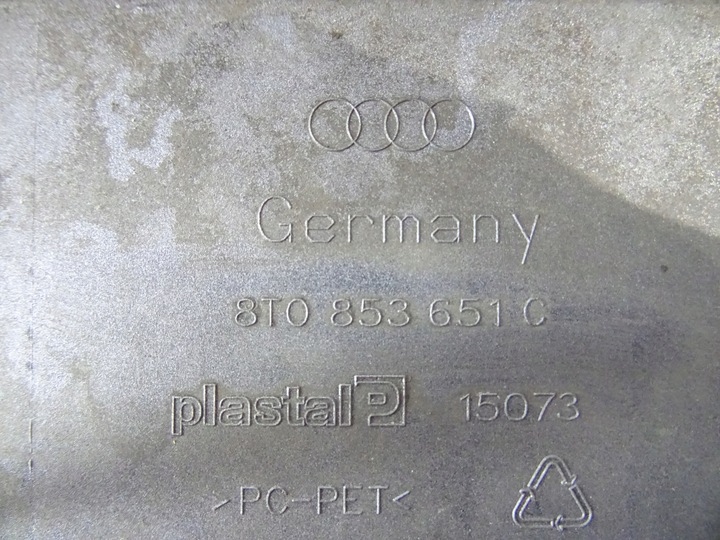 Germany
8T0 853 651 C
plastal P 15073
>PC-PET<